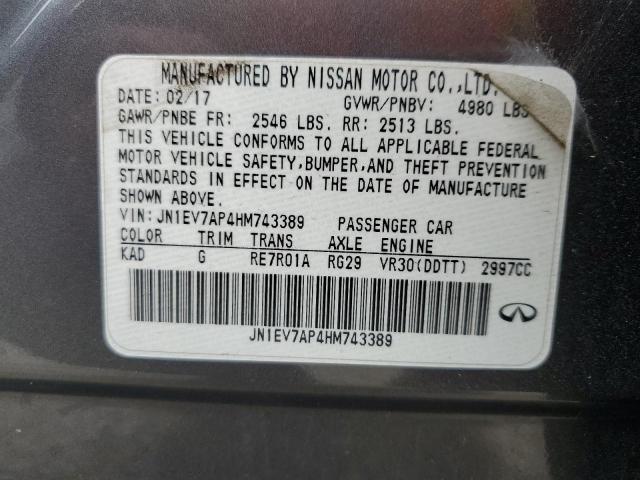 MANUFACTURED BY NISSAN MOTOR CO.,LTD.
DATE: 02/17 GVWR/PNBV: 4980 LBS
GAWR/PNBE FR: 2546 LBS. RR: 2513 LBS.
THIS VEHICLE CONFORMS TO ALL APPLICABLE FEDERAL
MOTOR VEHICLE SAFETY,BUMPER,AND THEFT PREVENTION
STANDARDS IN EFFECT ON THE DATE OF MANUFACTURE
SHOWN ABOVE.
VIN:JN1EV7AP4HM743389 PASSENGER CAR
COLOR TRIM TRANS AXLE ENGINE
KAD G RE7R01A RG29 VR30(DDTT) 2997CC
JN1EV7AP4HM743389